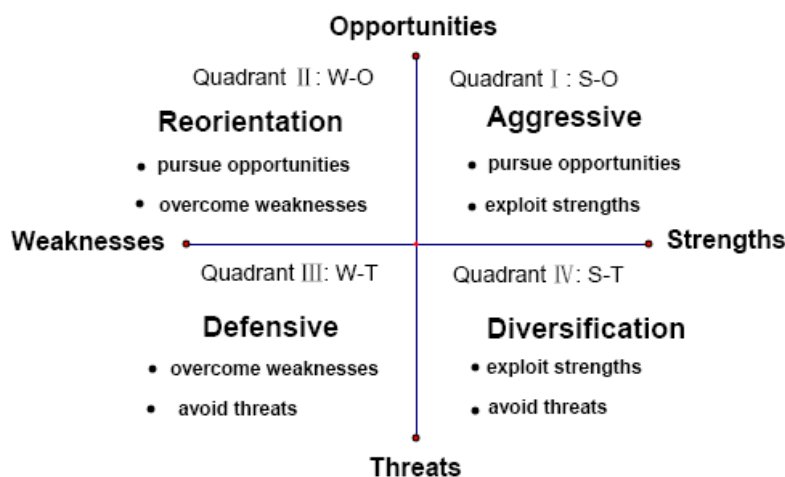 Opportunities
Quadrant Ⅱ: W-O
Quadrant Ⅰ: S-O
Reorientation
Aggressive
• pursue opportunities
• pursue opportunities
• overcome weaknesses
• exploit strengths
Weaknesses
Strengths
Quadrant Ⅲ: W-T
Quadrant Ⅳ: S-T
Defensive
Diversification
• overcome weaknesses
• exploit strengths
• avoid threats
• avoid threats
Threats